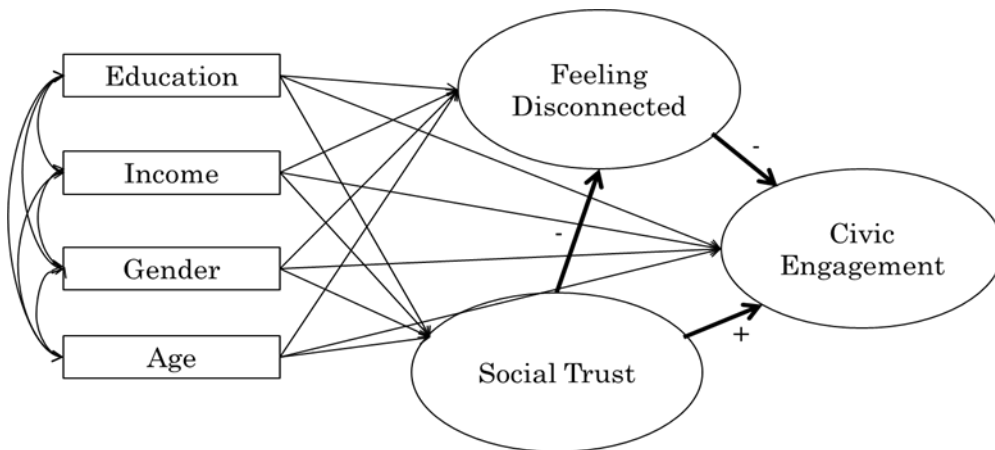 Education
Income
Gender
Age
Feeling
Disconnected
-
-
Civic
Engagement
+
Social Trust